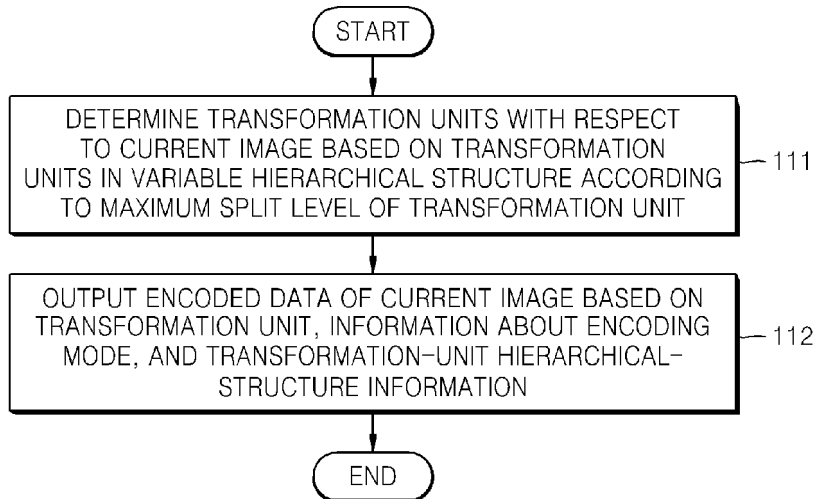 START
DETERMINE TRANSFORMATION UNITS WITH RESPECT
TO CURRENT IMAGE BASED ON TRANSFORMATION
UNITS IN VARIABLE HIERARCHICAL STRUCTURE ACCORDING
TO MAXIMUM SPLIT LEVEL OF TRANSFORMATION UNIT
111
OUTPUT ENCODED DATA OF CURRENT IMAGE BASED ON
TRANSFORMATION UNIT, INFORMATION ABOUT ENCODING
MODE, AND TRANSFORMATION-UNIT HIERARCHICAL-
STRUCTURE INFORMATION
112
END